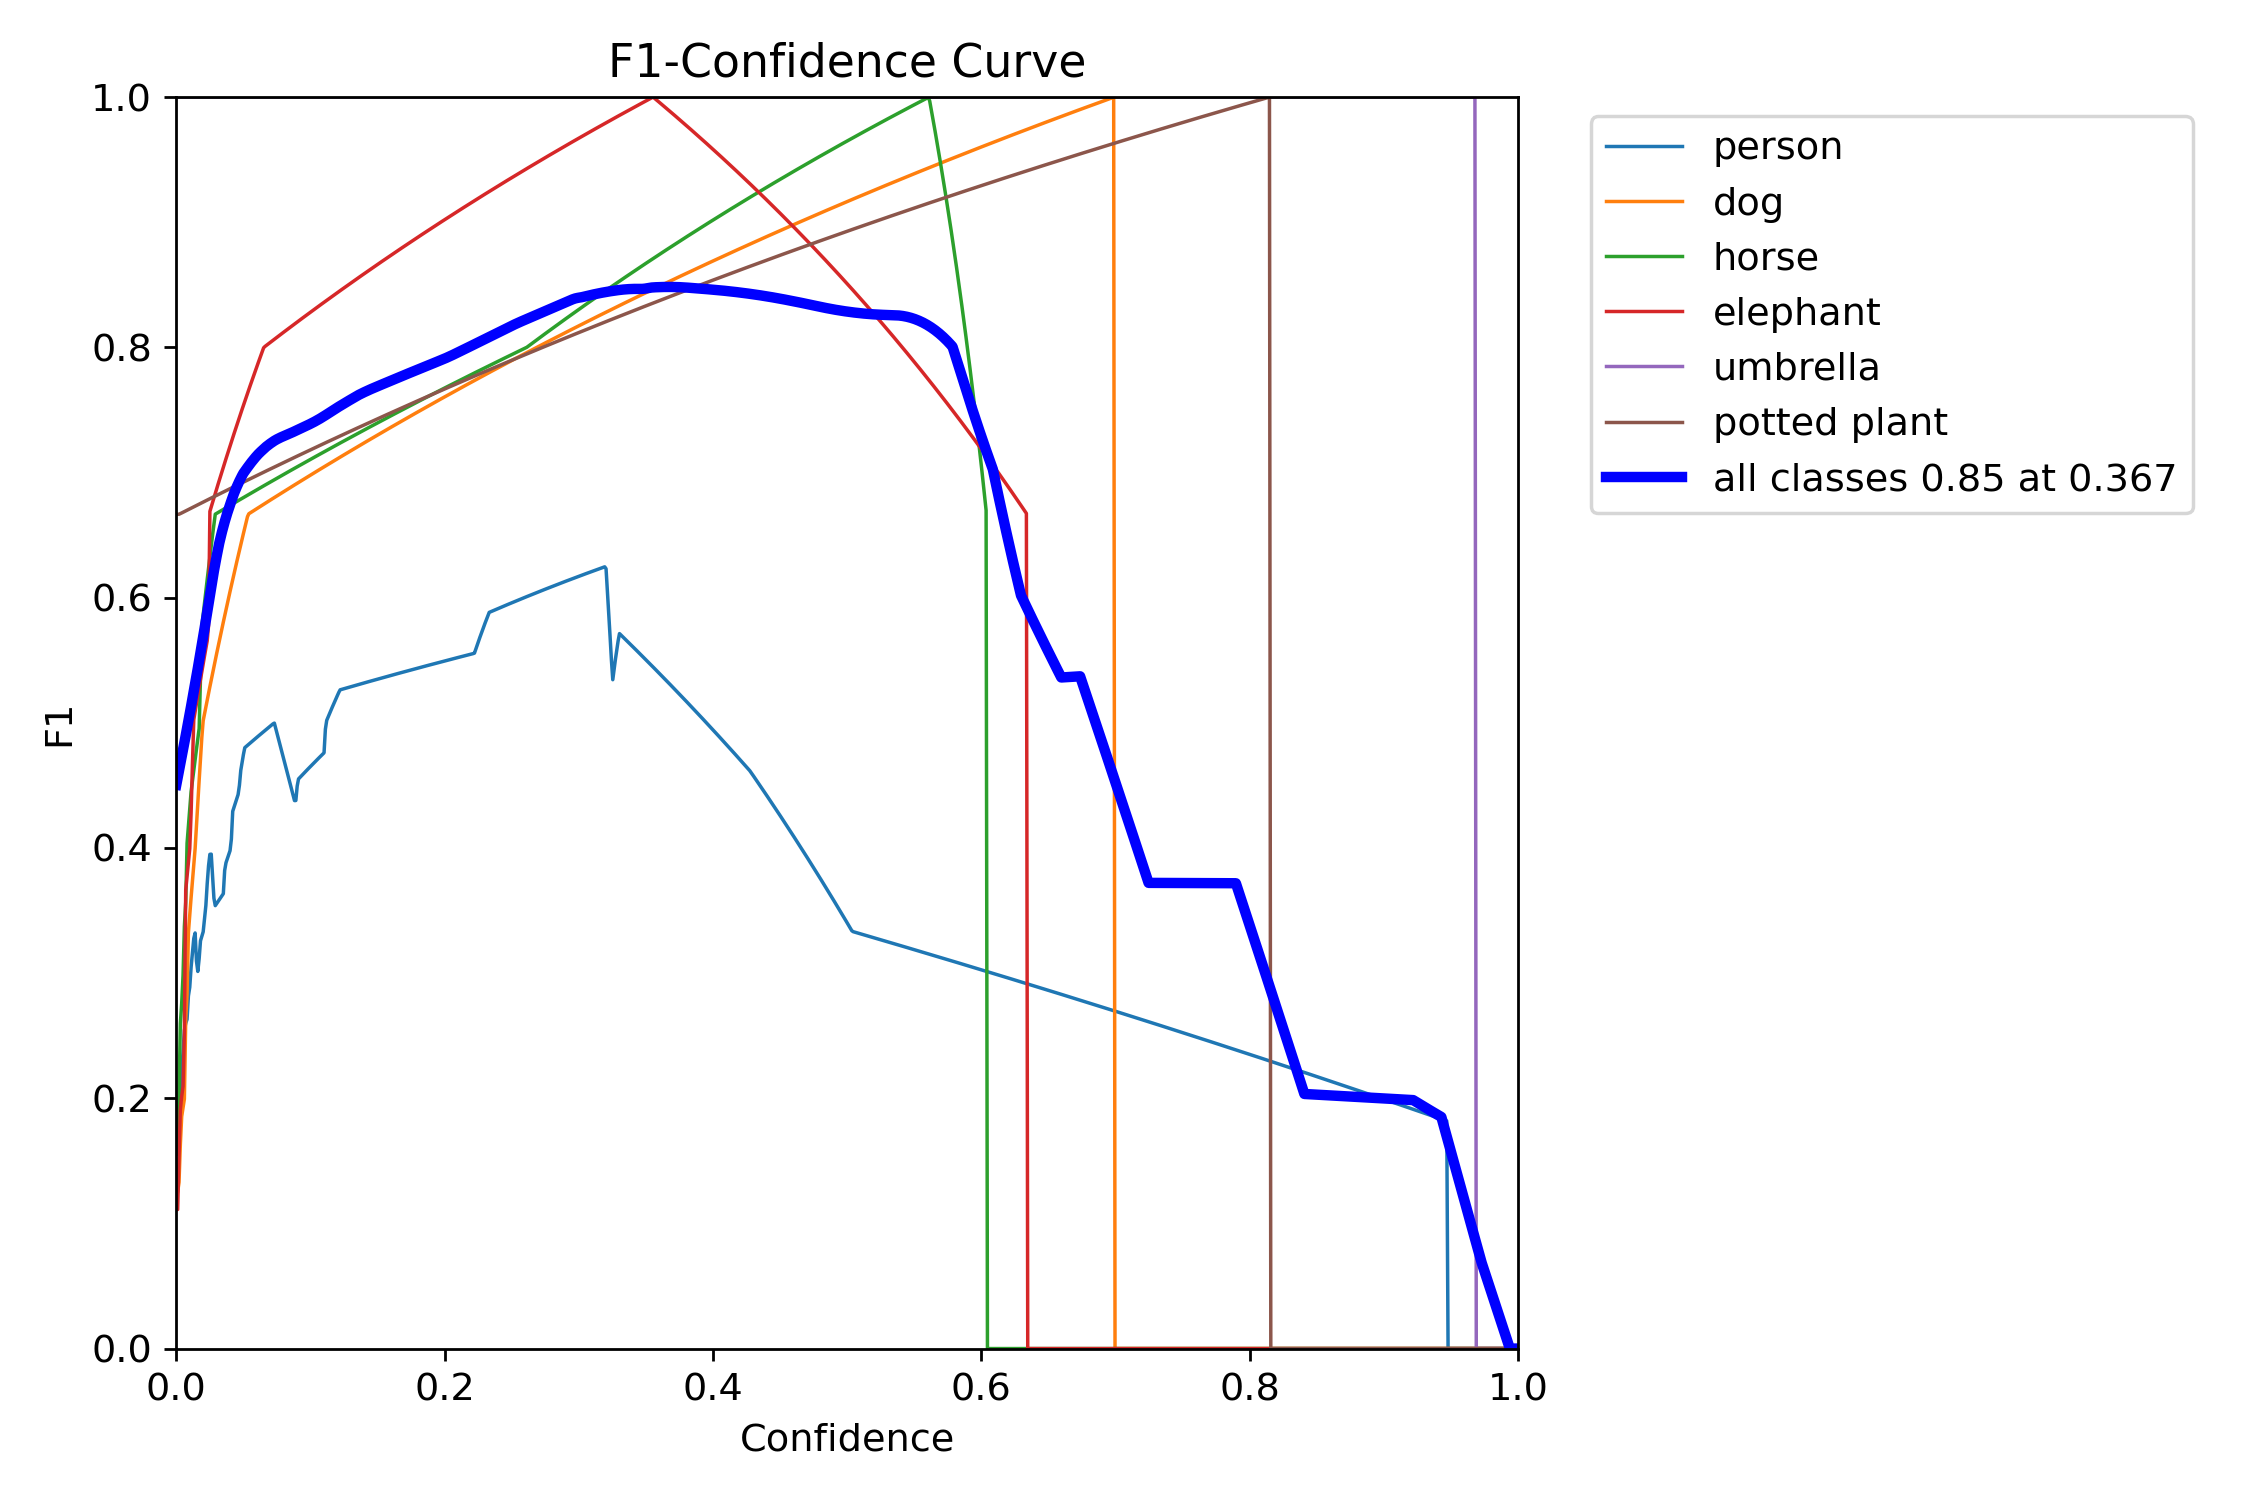 F1-Confidence Curve
1.0
0.8
0.6
0.4
0.2
0.0
F1
0.0 0.2 0.4 0.6 0.8 1.0
Confidence
person
dog
horse
elephant
umbrella
potted plant
all classes 0.85 at 0.367